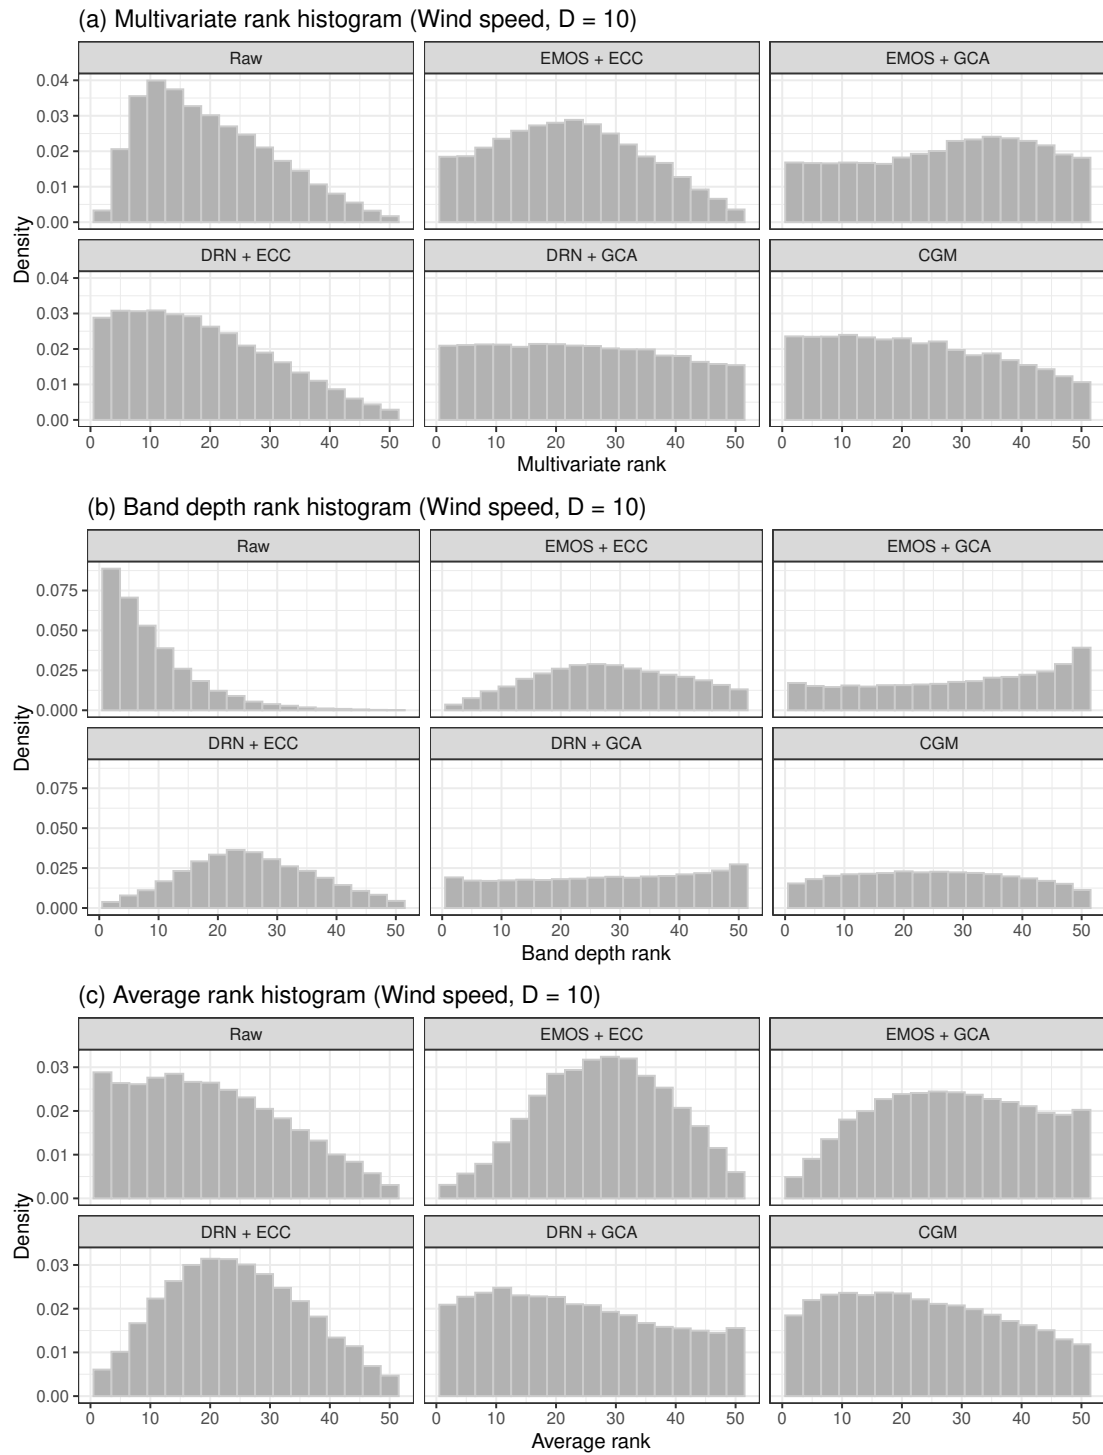 (a) Multivariate rank histogram (Wind speed, D = 10)
Raw EMOS + ECC EMOS + GCA
0.04
0.03
0.02
0.01
0.00
DRN + ECC DRN + GCA CGM
0.04
0.03
0.02
0.01
0.00
Density
0 10 20 30 40 50 0 10 20 30 40 50 0 10 20 30 40 50
Multivariate rank
(b) Band depth rank histogram (Wind speed, D = 10)
Raw EMOS + ECC EMOS + GCA
0.075
0.050
0.025
0.000
DRN + ECC DRN + GCA CGM
0.075
0.050
0.025
0.000
Density
0 10 20 30 40 50 0 10 20 30 40 50 0 10 20 30 40 50
Band depth rank
(c) Average rank histogram (Wind speed, D = 10)
Raw EMOS + ECC EMOS + GCA
0.03
0.02
0.01
0.00
DRN + ECC DRN + GCA CGM
0.03
0.02
0.01
0.00
Density
0 10 20 30 40 50 0 10 20 30 40 50 0 10 20 30 40 50
Average rank